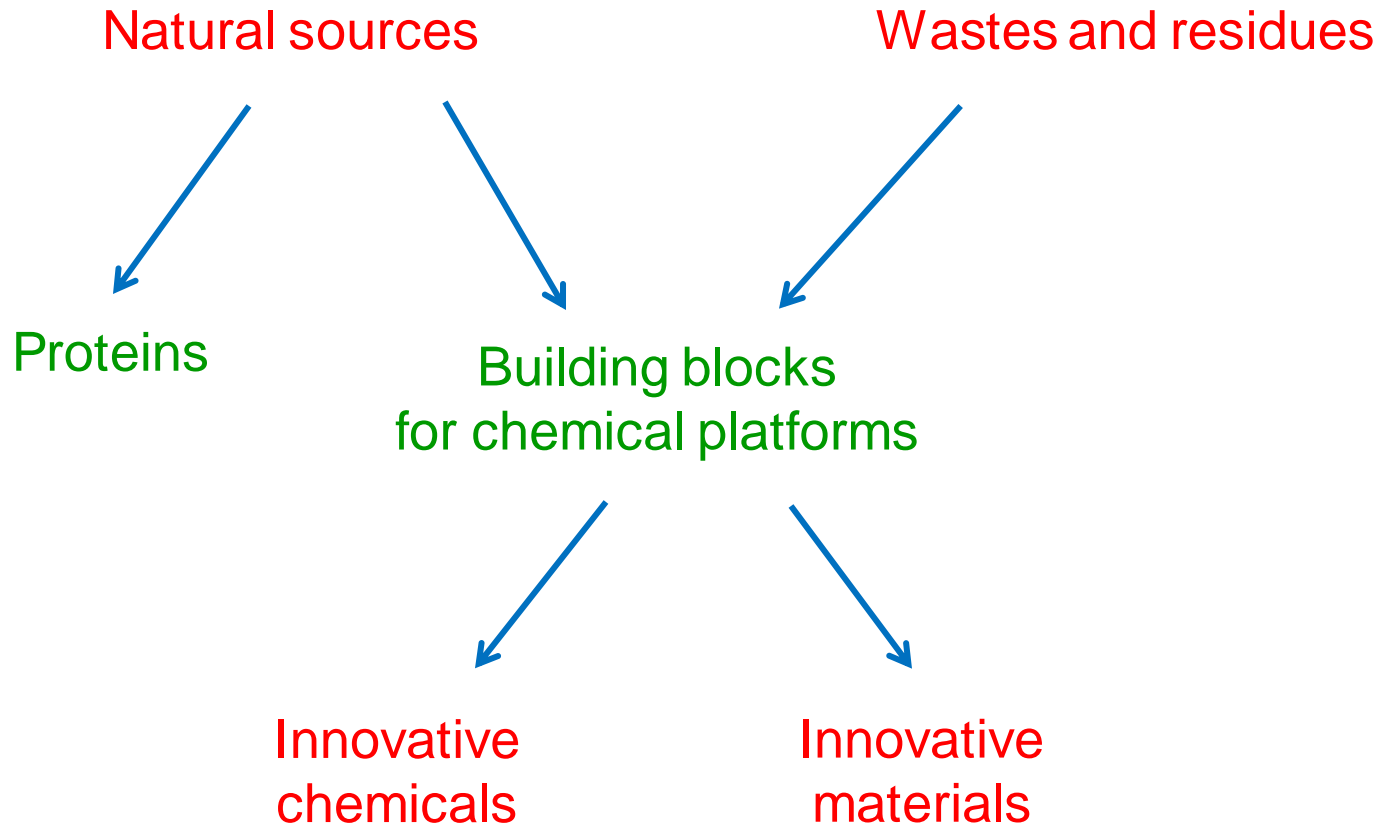 Natural sources
Wastes and residues
Proteins
Building blocks
for chemical platforms
Innovative
chemicals
Innovative
materials